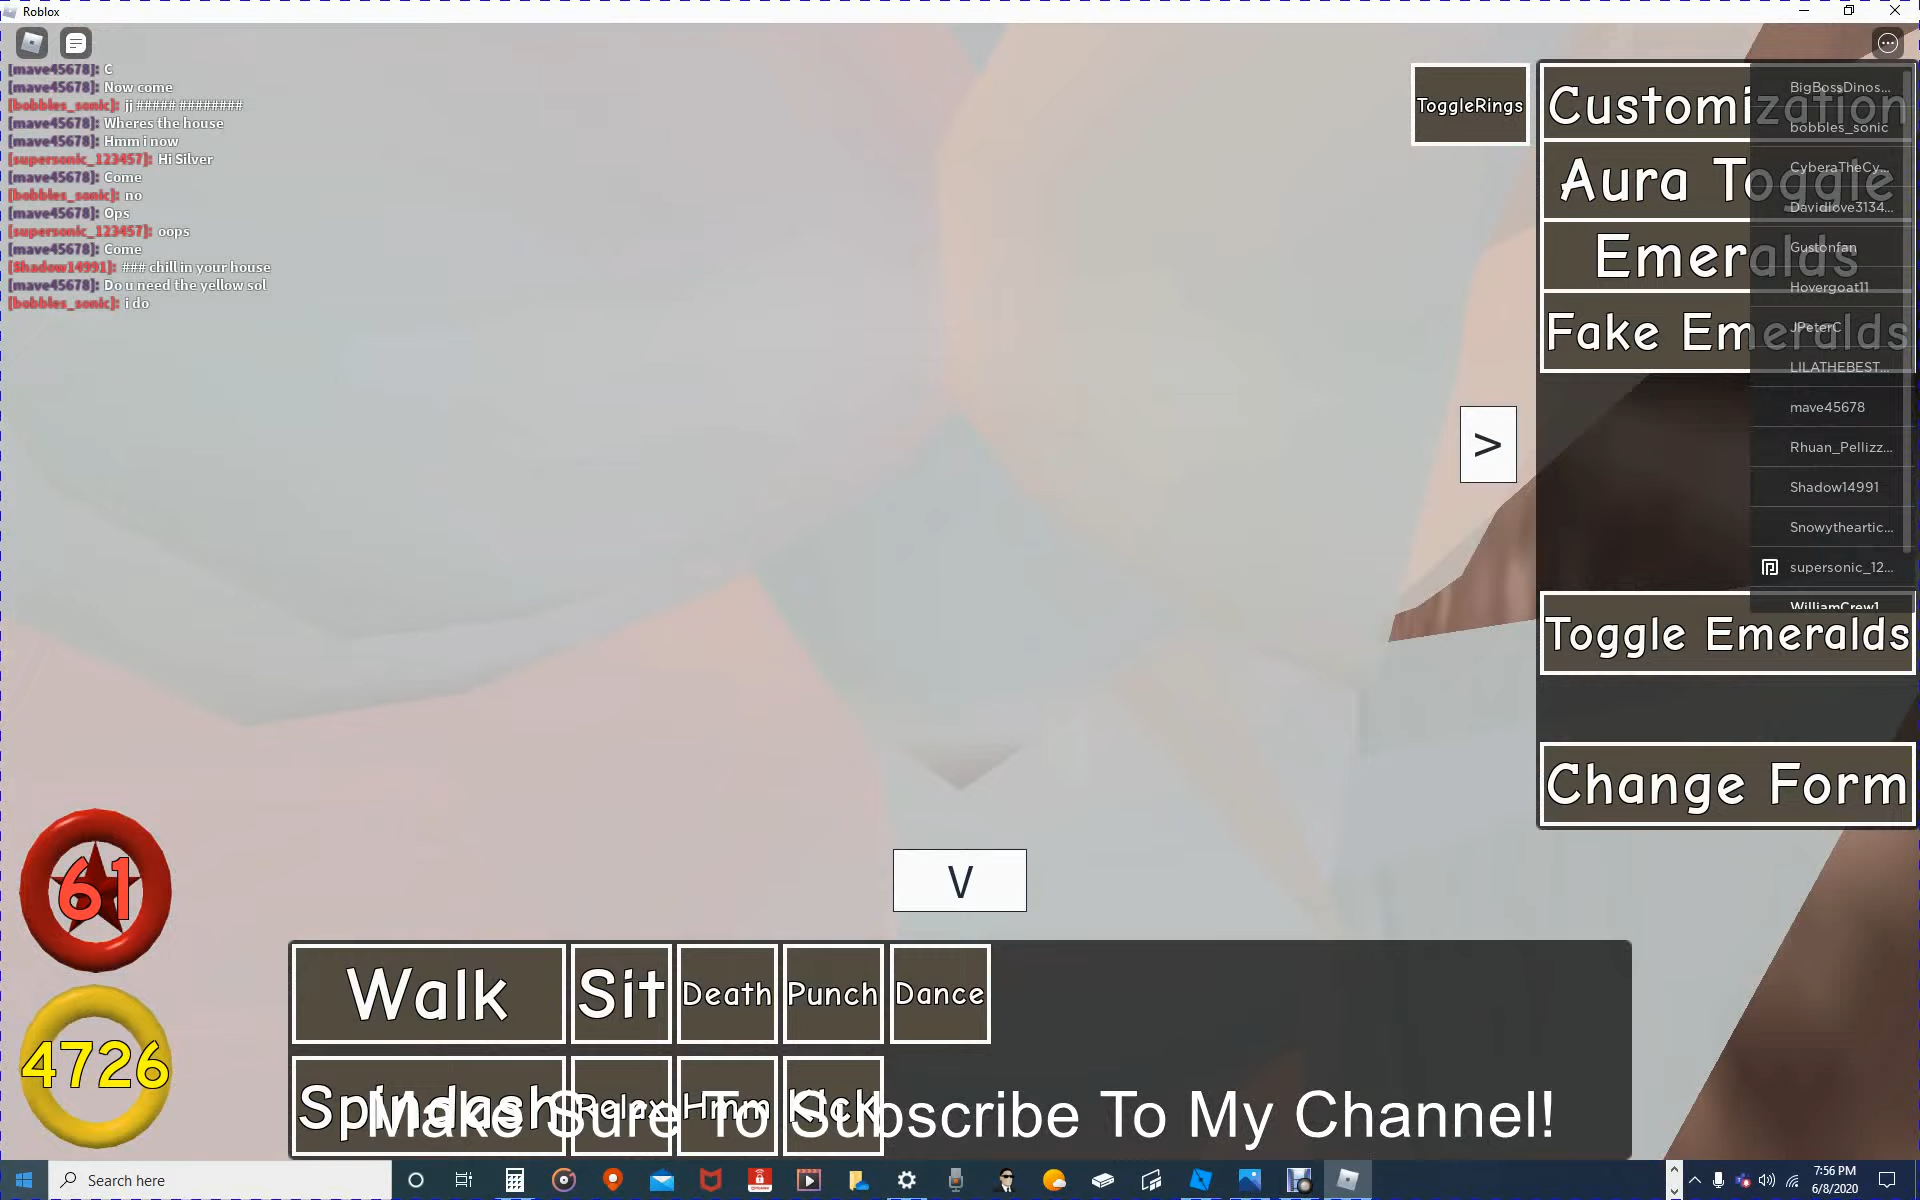 Roblox
[mave45678]: C
[mave45678]: Now come
[bobbles_sonic]: jj ##### ########
[mave45678]: Wheres the house
[mave45678]: Hmm i now
[supersonic_123457]: Hi Silver
[mave45678]: Come
[bobbles_sonic]: no
[mave45678]: Ops
[supersonic_123457]: oops
[mave45678]: Come
[Shadow14991]: ### chill in your house
[mave45678]: Do u need the yellow sol
[bobbles_sonic]: i do
ToggleRings
Customization
Aura Toggle
Emeralds
Fake Emeralds
BigBossDinos...
bobbles_sonic
CyberaTheCy...
Davidlove3134...
Gustonfan
Hovergoat11
JPeterC
LILATHEBEST...
mave45678
Rhuan_Pellizz...
Shadow14991
Snowytheartic...
supersonic_12...
WilliamCrew1
>
Toggle Emeralds
Change Form
61
4726
V
Walk Sit Death Punch Dance
Spindash Relax Hmm Kick
Make Sure To Subscribe To My Channel!
Search here
7:56 PM
6/8/2020